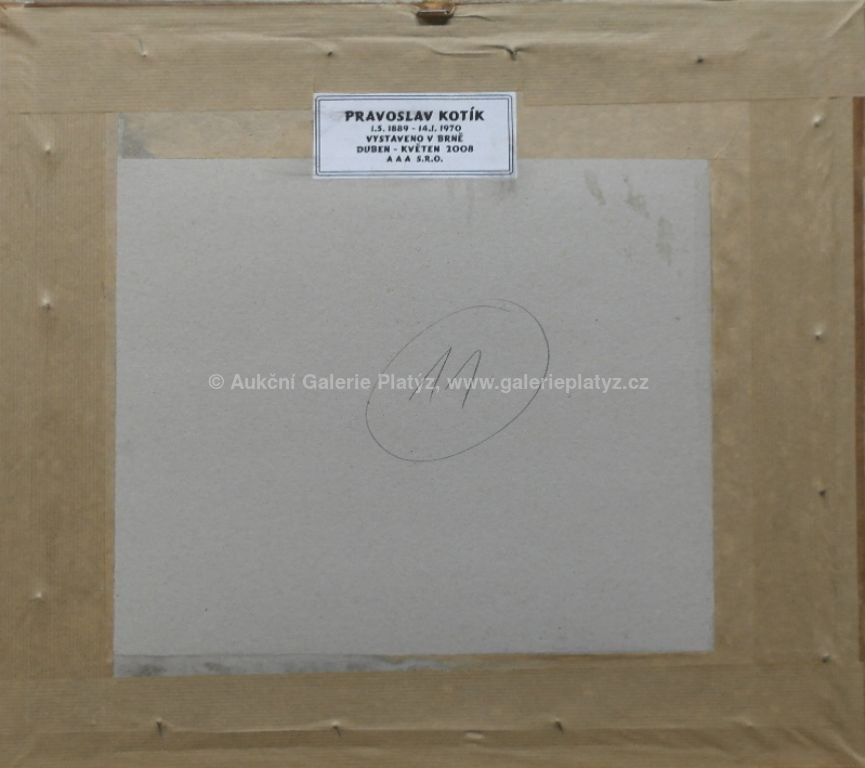 PRAVOSLAV KOTÍK
1.5. 1889 - 14.1. 1970
VYSTAVENO V BRNĚ
DUBEN - KVĚTEN 2008
A A A S.R.O.
© Aukční Galerie Platýz, www.galerieplatyz.cz
11